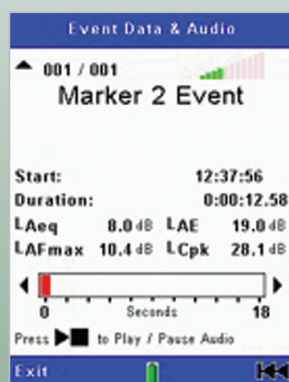 Event Data & Audio
001 / 001
Marker 2 Event
Start: 12:37:56
Duration: 0:00:12.58
LAeq 8.0 dB LAE 19.0 dB
LAFmax 10.4 dB LCpk 28.1 dB
0 Seconds 18
Press ▶■ to Play / Pause Audio
Exit